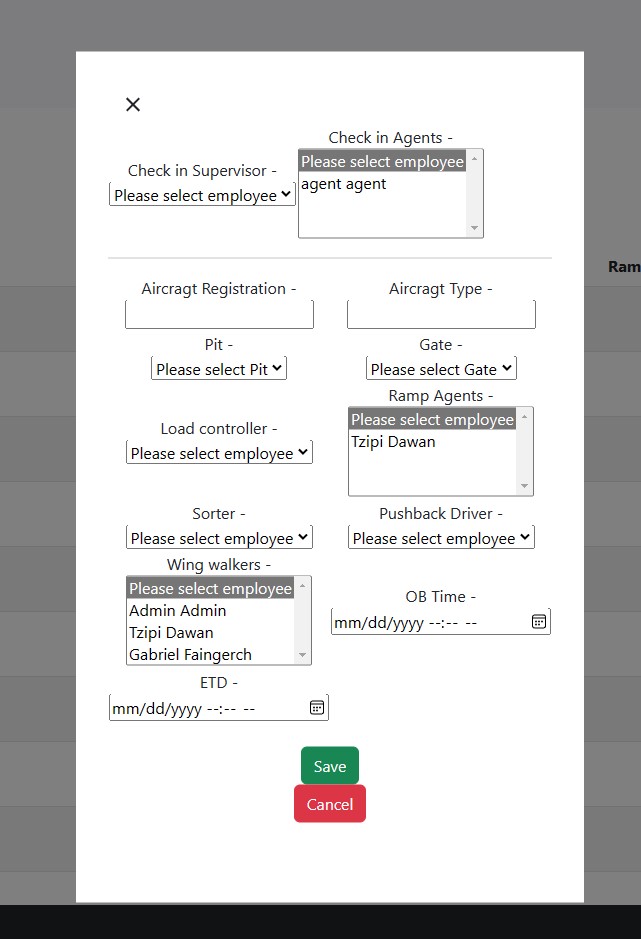 Check in Supervisor -
Please select employee
Check in Agents -
Please select employee
agent agent
Ram
Aircragt Registration -
Aircragt Type -
Pit -
Please select Pit
Gate -
Please select Gate
Load controller -
Please select employee
Ramp Agents -
Please select employee
Tzipi Dawan
Sorter -
Please select employee
Pushback Driver -
Please select employee
Wing walkers -
Please select employee
Admin Admin
Tzipi Dawan
Gabriel Faingerch
OB Time -
mm/dd/yyyy --:-- --
ETD -
mm/dd/yyyy --:-- --
Save
Cancel